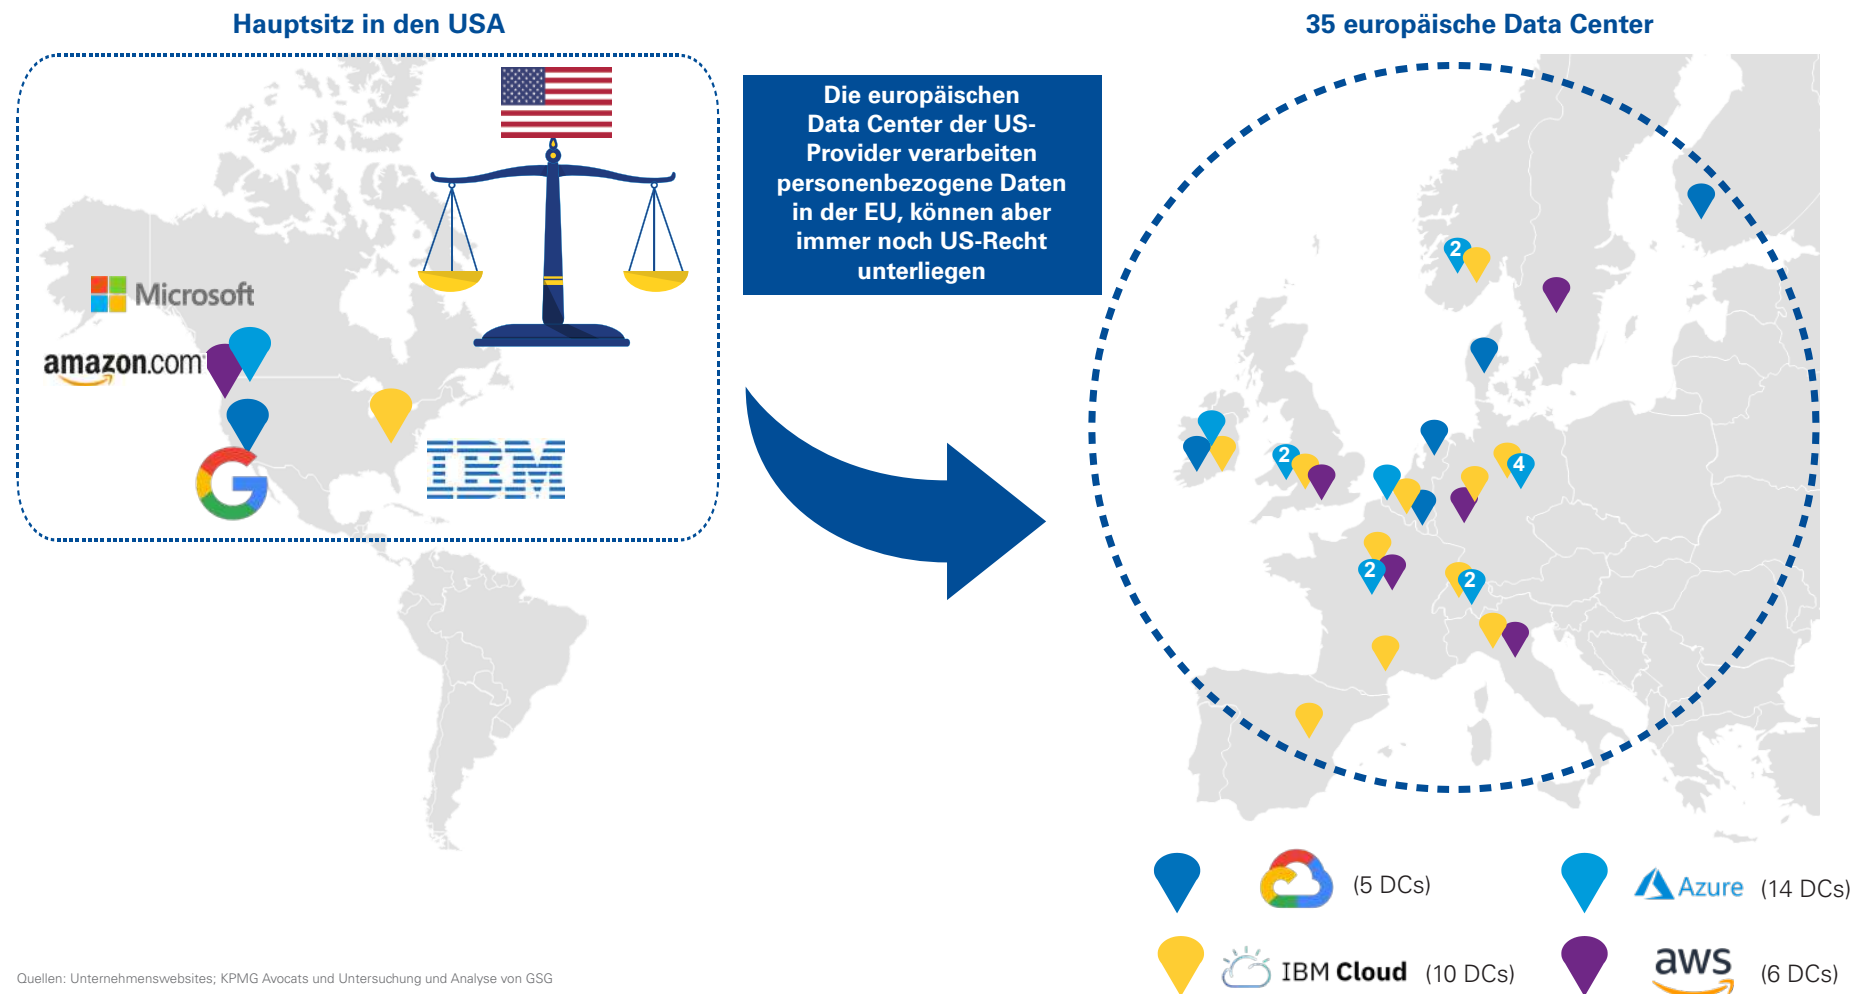 Hauptsitz in den USA
35 europäische Data Center
Die europäischen
Data Center der US-
Provider verarbeiten
personenbezogene Daten
in der EU, können aber
immer noch US-Recht
unterliegen
Microsoft
amazon.com
IBM
2
2
4
2
2
(5 DCs)
Azure (14 DCs)
IBM Cloud (10 DCs)
aws (6 DCs)
Quellen: Unternehmenswebsites; KPMG Avocats und Untersuchung und Analyse von GSG